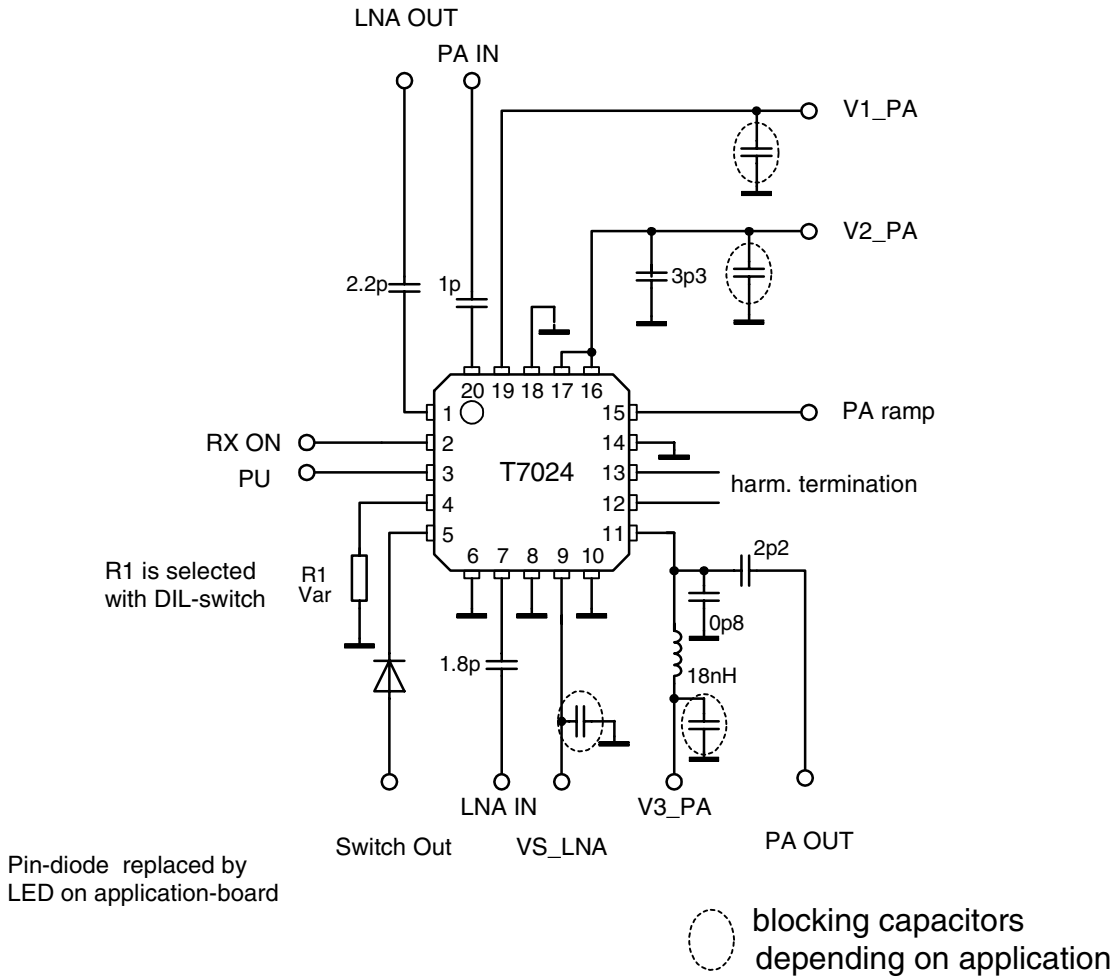 LNA OUT
PA IN
V1_PA
V2_PA
2.2p
1p
3p3
20 19 18 17 16
1
15
PA ramp
RX ON
2
14
PU
3
T7024
13
harm. termination
4
12
5
11
6 7 8 9 10
2p2
R1 is selected
with DIL-switch
R1
Var
0p8
1.8p
18nH
LNA IN
V3_PA
Switch Out
VS_LNA
PA OUT
Pin-diode replaced by
LED on application-board
blocking capacitors
depending on application